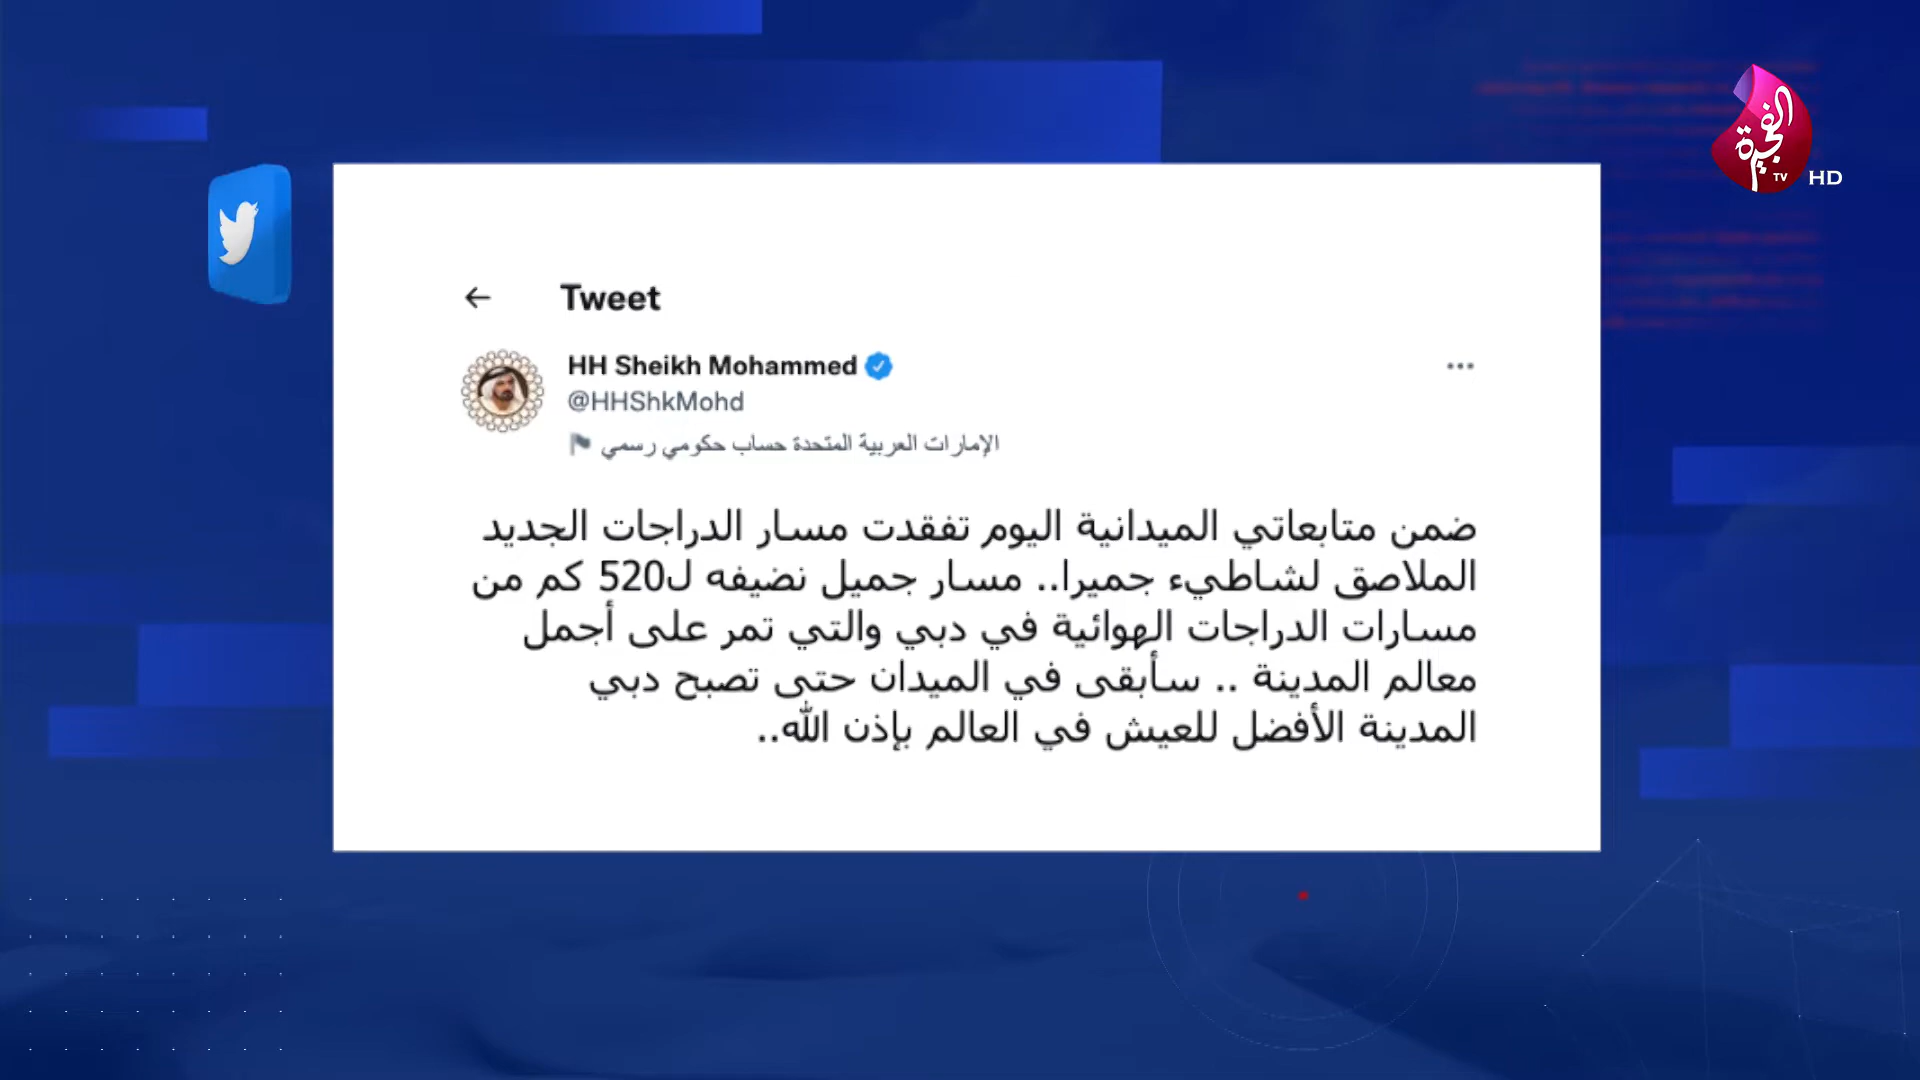 الفجيرة
TV HD
Tweet
HH Sheikh Mohammed
@HHShkMohd
الإمارات العربية المتحدة حساب حكومي رسمي
ضمن متابعاتي الميدانية اليوم تفقدت مسار الدراجات الجديد
الملاصق لشاطيء جميرا.. مسار جميل نضيفه ل520 كم من
مسارات الدراجات الهوائية في دبي والتي تمر على أجمل
معالم المدينة .. سأبقى في الميدان حتى تصبح دبي
المدينة الأفضل للعيش في العالم بإذن الله..